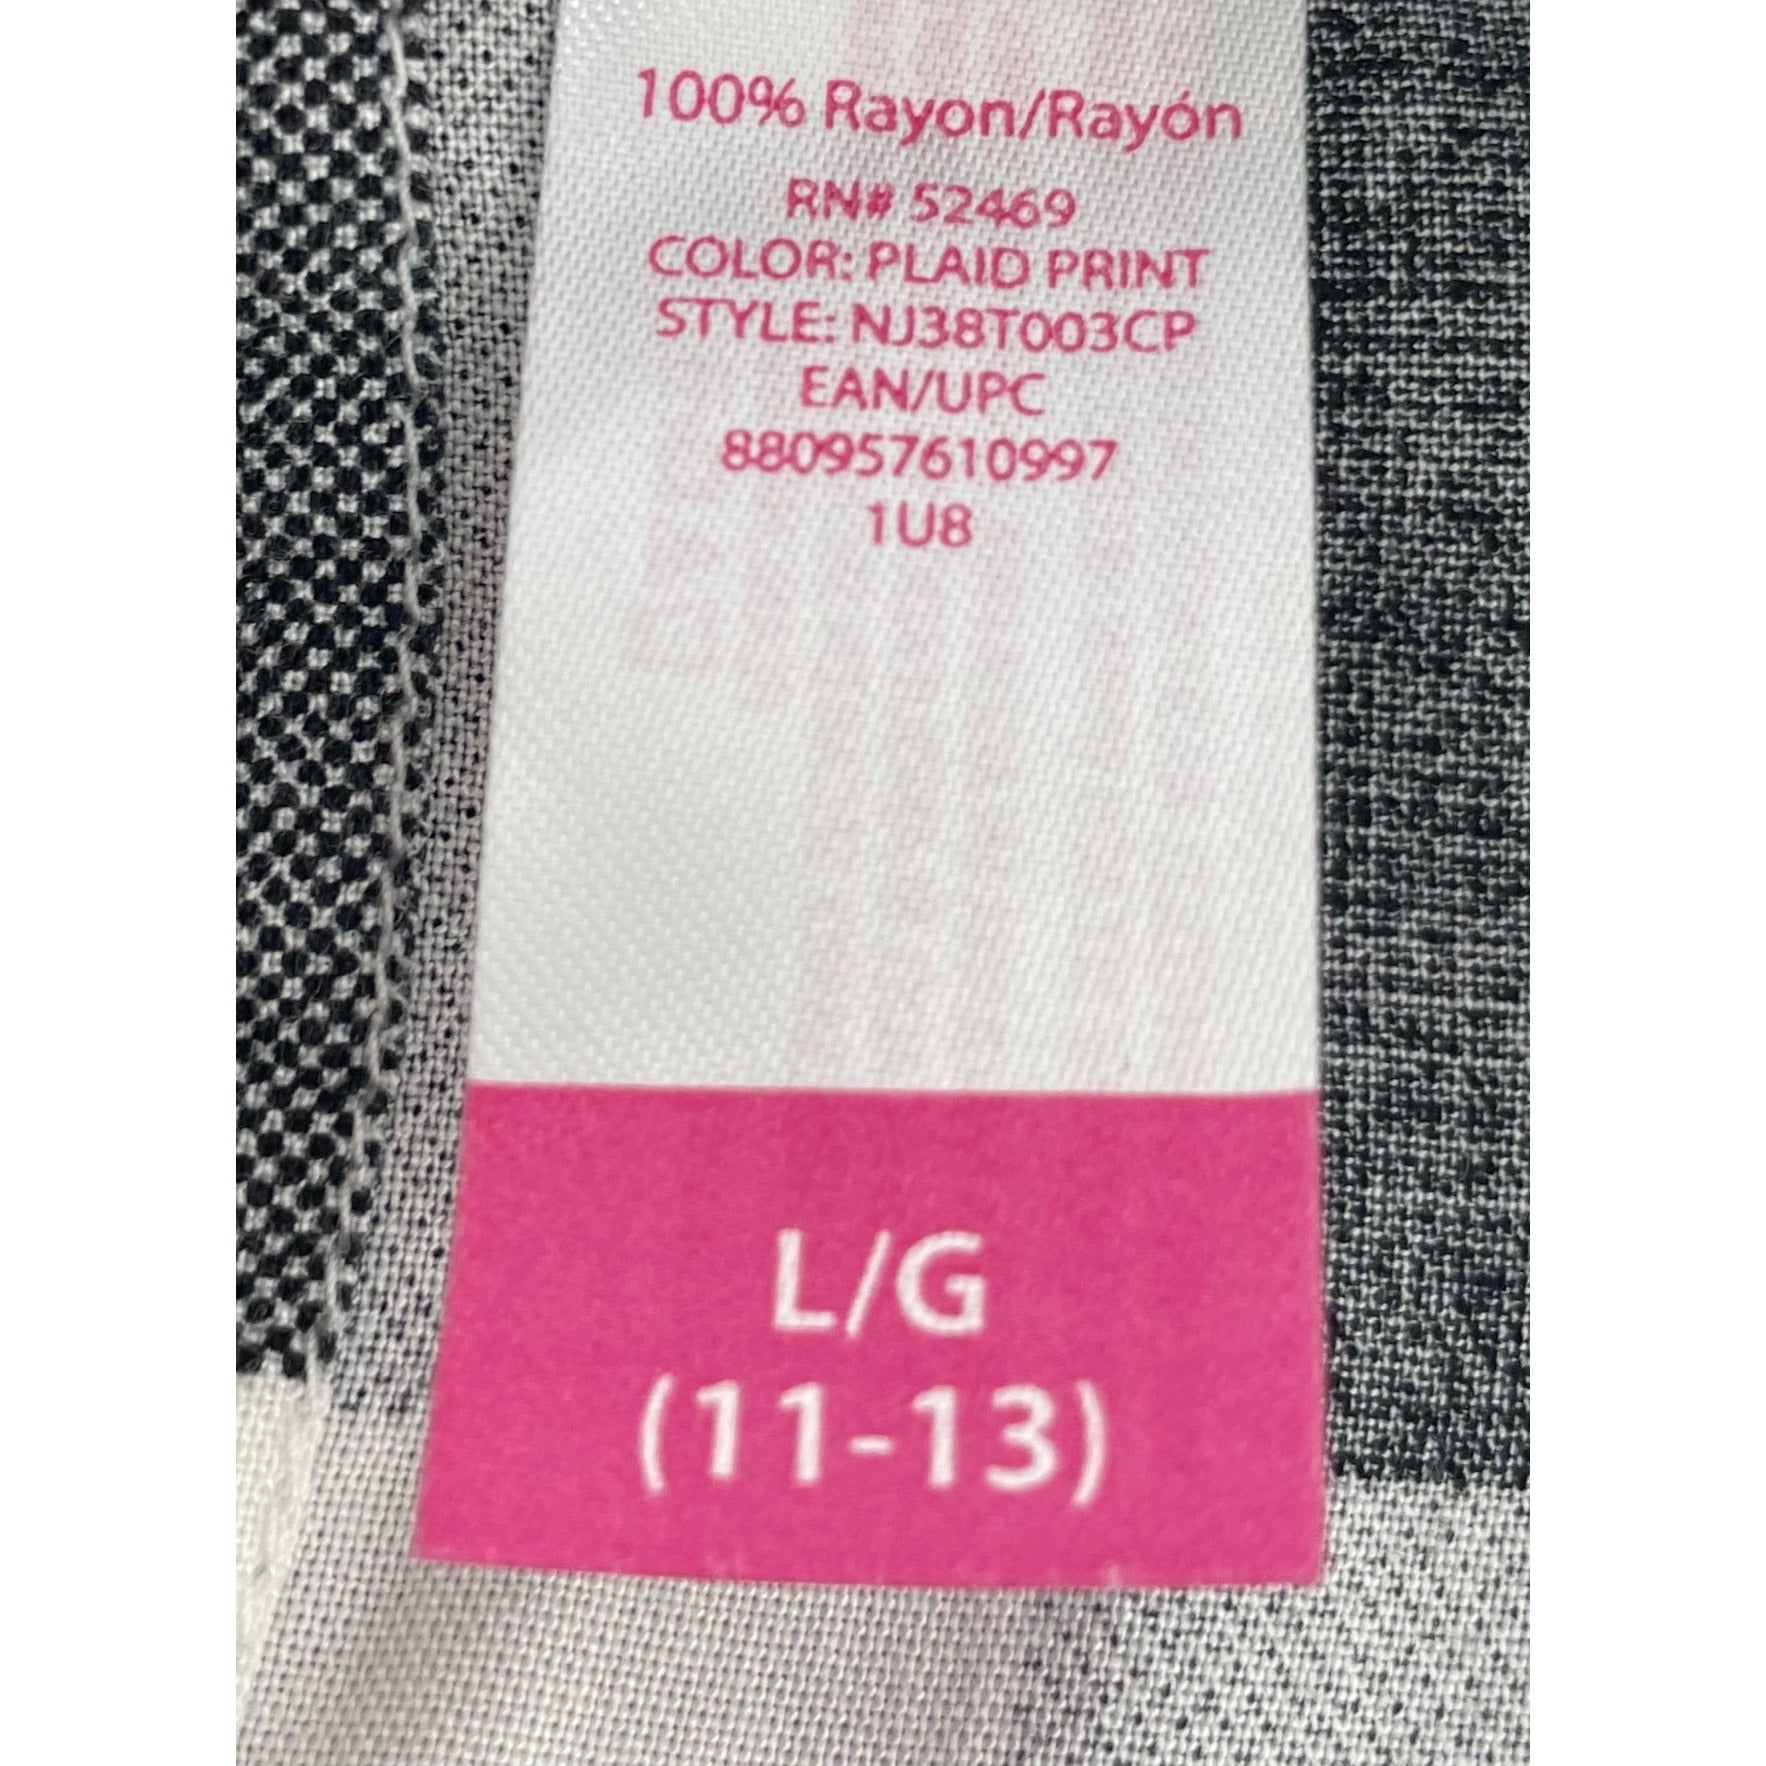 100% Rayon/Rayón
RN# 52469
COLOR: PLAID PRINT
STYLE: NJ38T003CP
EAN/UPC
880957610997
1U8
L/G
(11-13)